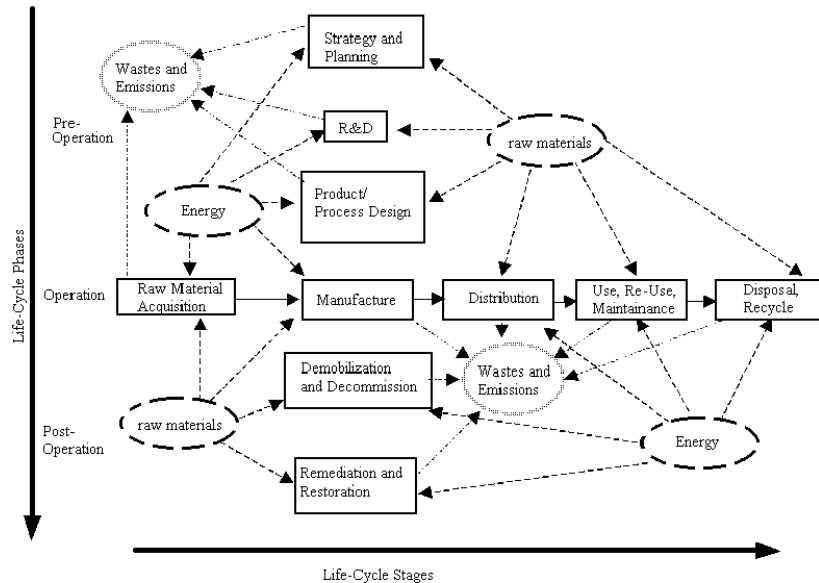 Strategy and
Planning
Wastes and
Emissions
Pre-
Operation
R&D
raw materials
Product/
Process Design
Energy
Life-Cycle Phases
Operation
Raw Material
Acquisition
Manufacture
Distribution
Use, Re-Use,
Maintainance
Disposal,
Recycle
Demobilization
and Decommission
Wastes and
Emissions
Post-
Operation
raw materials
Energy
Remediation and
Restoration
Life-Cycle Stages